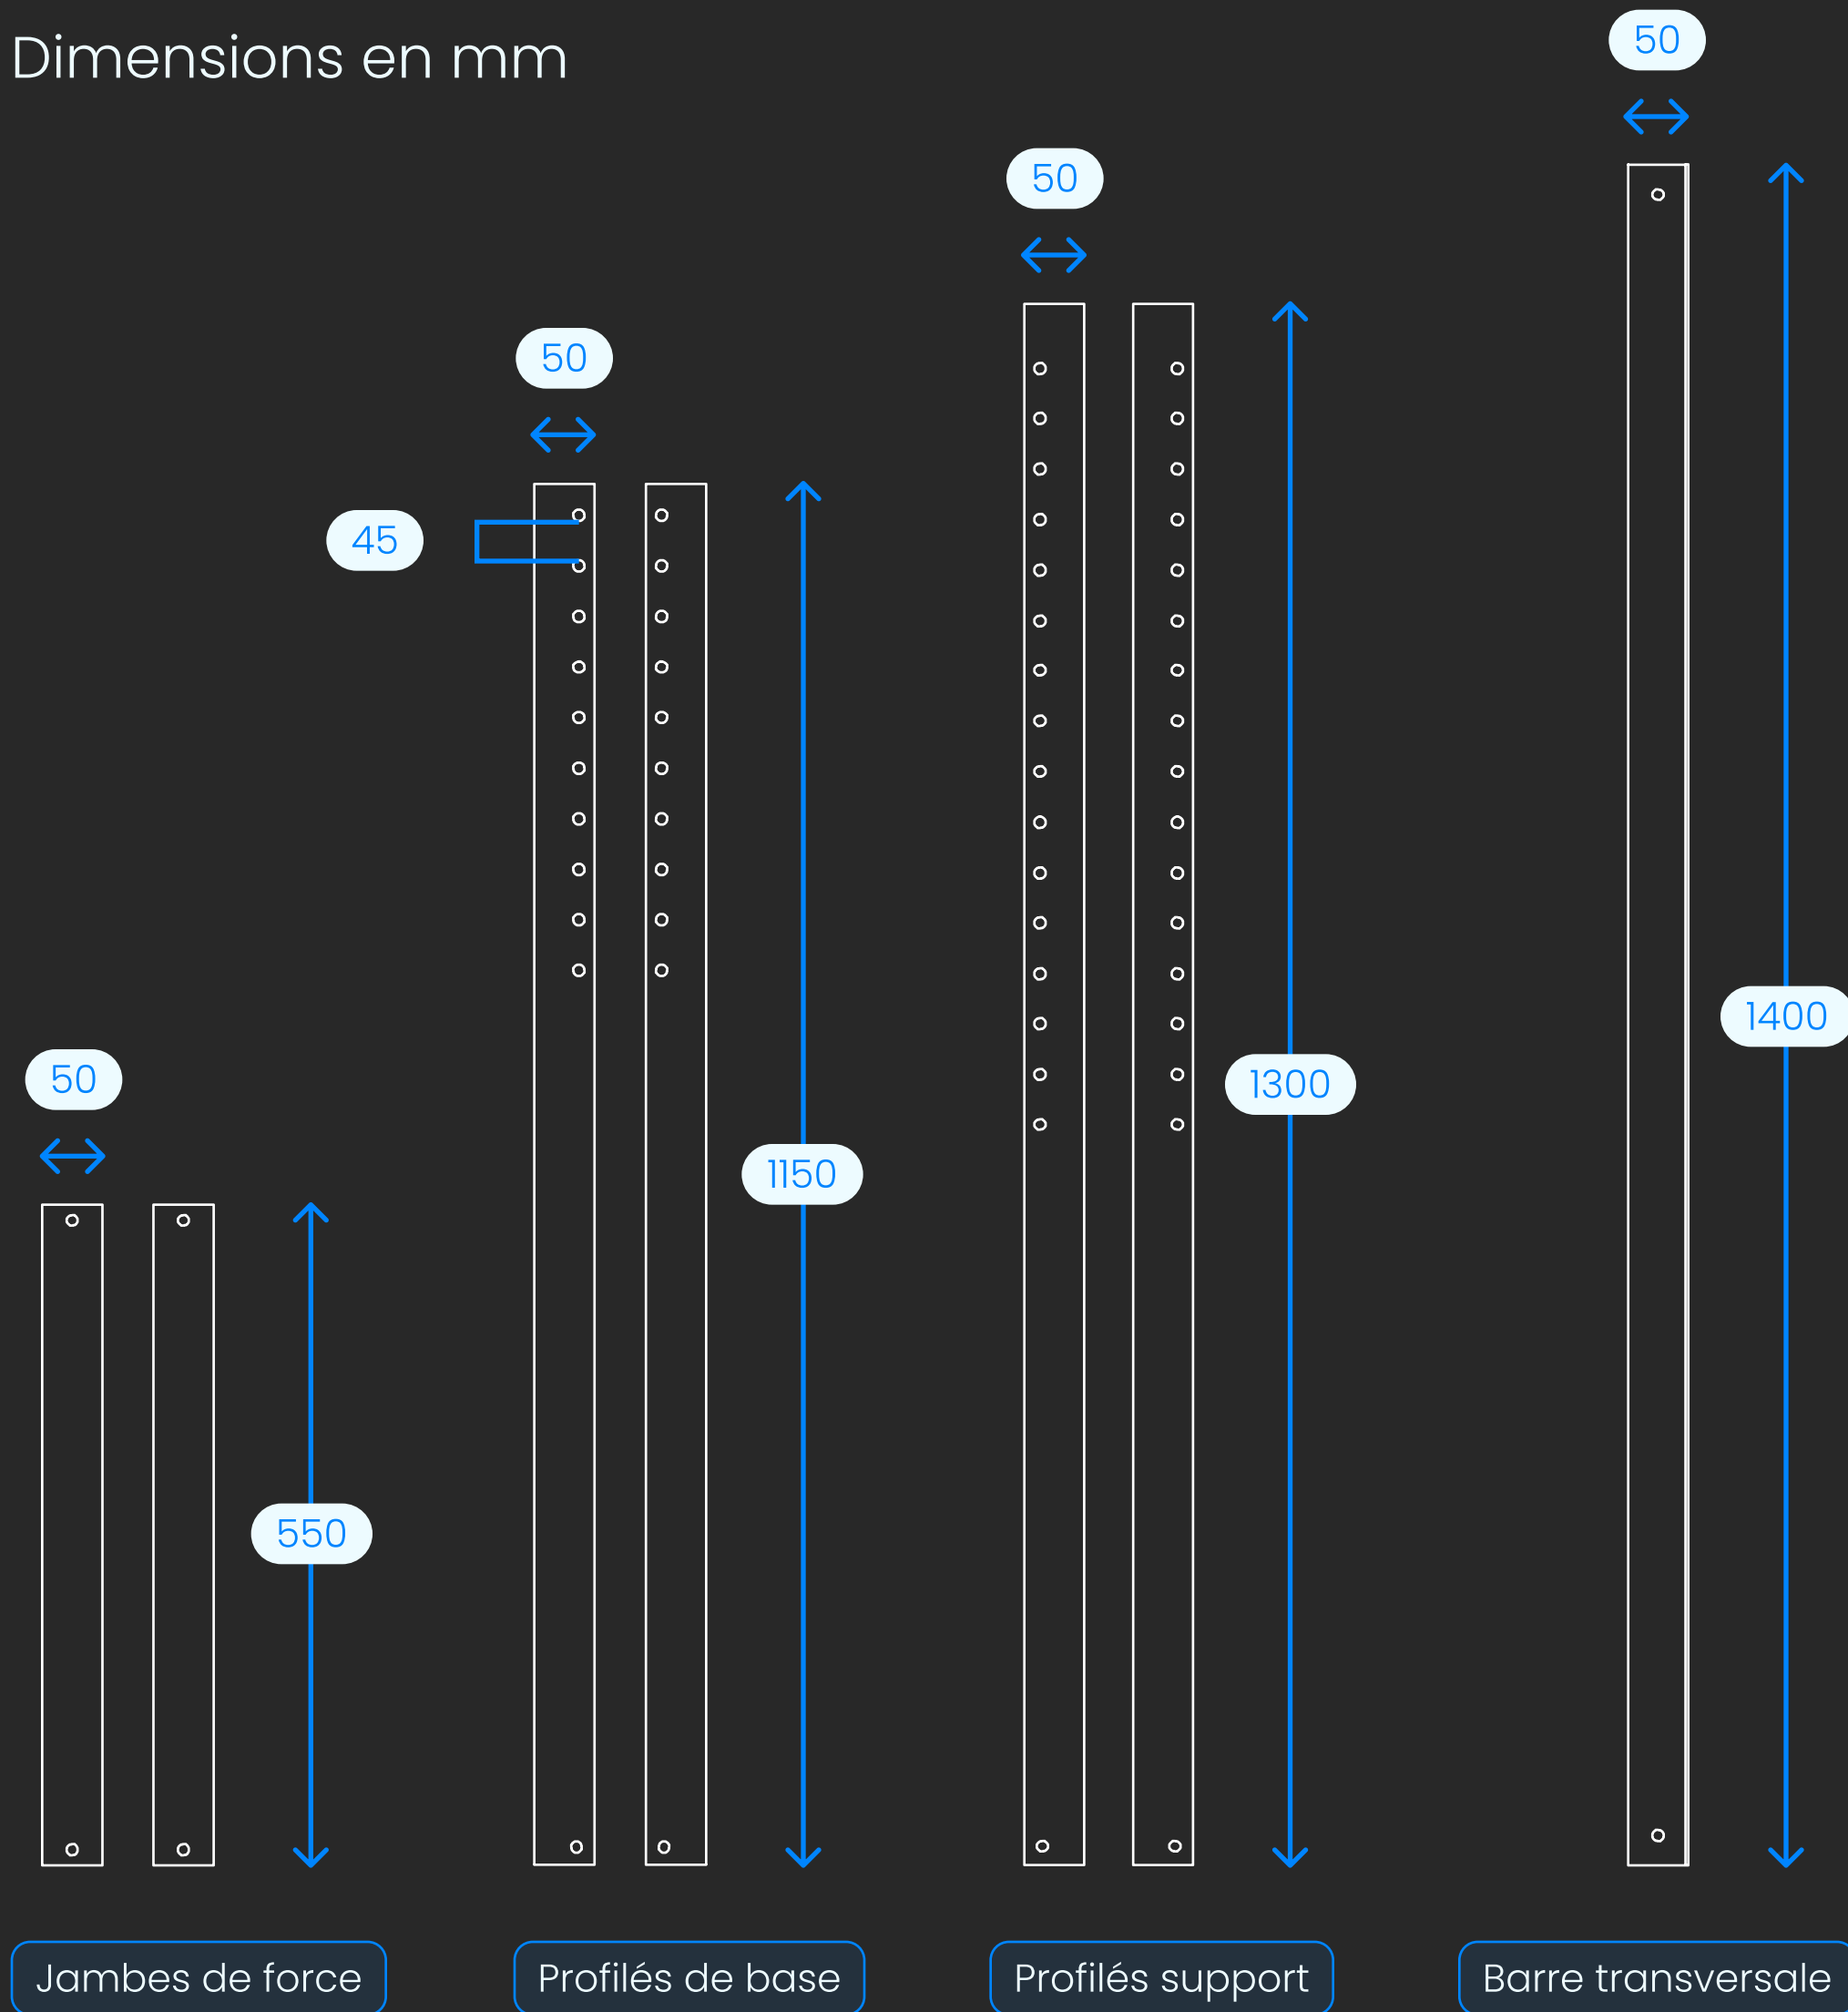 Dimensions en mm
50
50
50
45
50
1400
1300
1150
550
Jambes de force
Profilés de base
Profilés support
Barre transversale